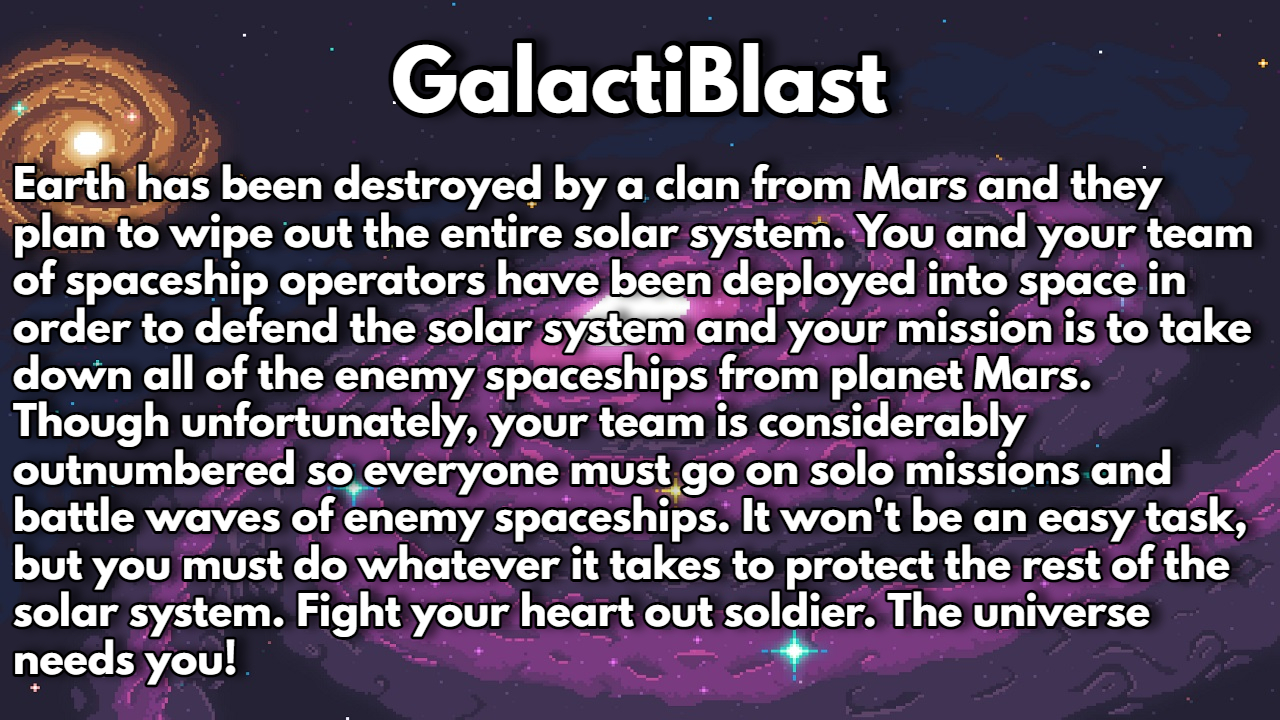 GalactiBlast
Earth has been destroyed by a clan from Mars and they
plan to wipe out the entire solar system. You and your team
of spaceship operators have been deployed into space in
order to defend the solar system and your mission is to take
down all of the enemy spaceships from planet Mars.
Though unfortunately, your team is considerably
outnumbered so everyone must go on solo missions and
battle waves of enemy spaceships. It won't be an easy task,
but you must do whatever it takes to protect the rest of the
solar system. Fight your heart out soldier. The universe
needs you!